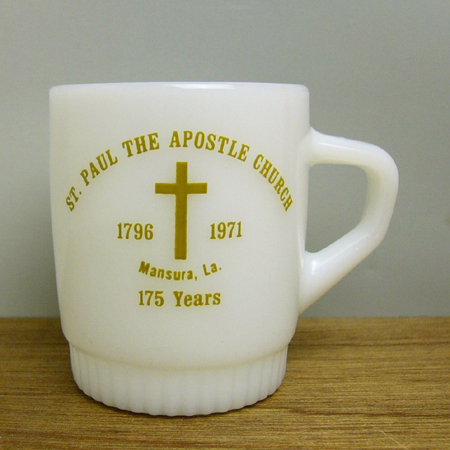 ST. PAUL THE APOSTLE CHURCH
1796 1971
Mansura, La.
175 Years